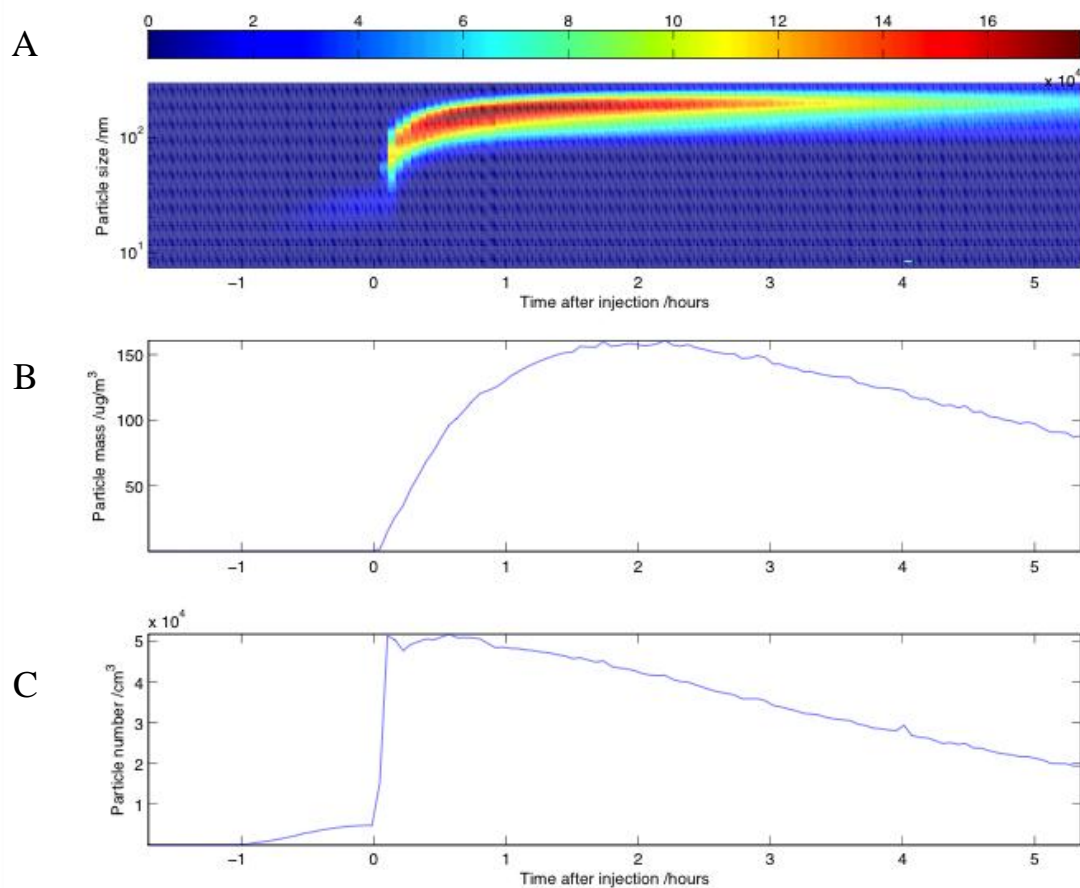 A
0 2 4 6 8 10 12 14 16
x 10⁴
Particle size /nm
10²
10¹
−1 0 1 2 3 4 5
Time after injection /hours
B
Particle mass /ug/m³
150
100
50
−1 0 1 2 3 4 5
x 10⁴
C
Particle number /cm³
5
4
3
2
1
−1 0 1 2 3 4 5
Time after injection /hours